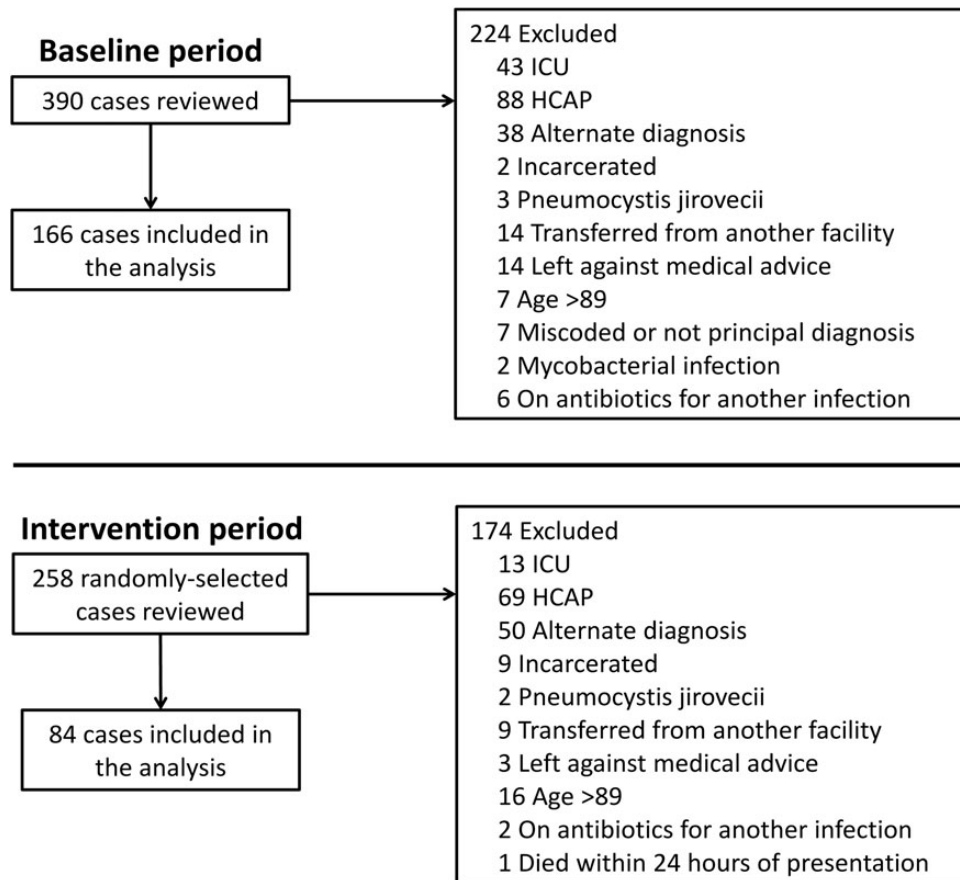 Baseline period
390 cases reviewed
166 cases included in
the analysis
224 Excluded
43 ICU
88 HCAP
38 Alternate diagnosis
2 Incarcerated
3 Pneumocystis jirovecii
14 Transferred from another facility
14 Left against medical advice
7 Age >89
7 Miscoded or not principal diagnosis
2 Mycobacterial infection
6 On antibiotics for another infection
Intervention period
258 randomly-selected
cases reviewed
84 cases included in
the analysis
174 Excluded
13 ICU
69 HCAP
50 Alternate diagnosis
9 Incarcerated
2 Pneumocystis jirovecii
9 Transferred from another facility
3 Left against medical advice
16 Age >89
2 On antibiotics for another infection
1 Died within 24 hours of presentation